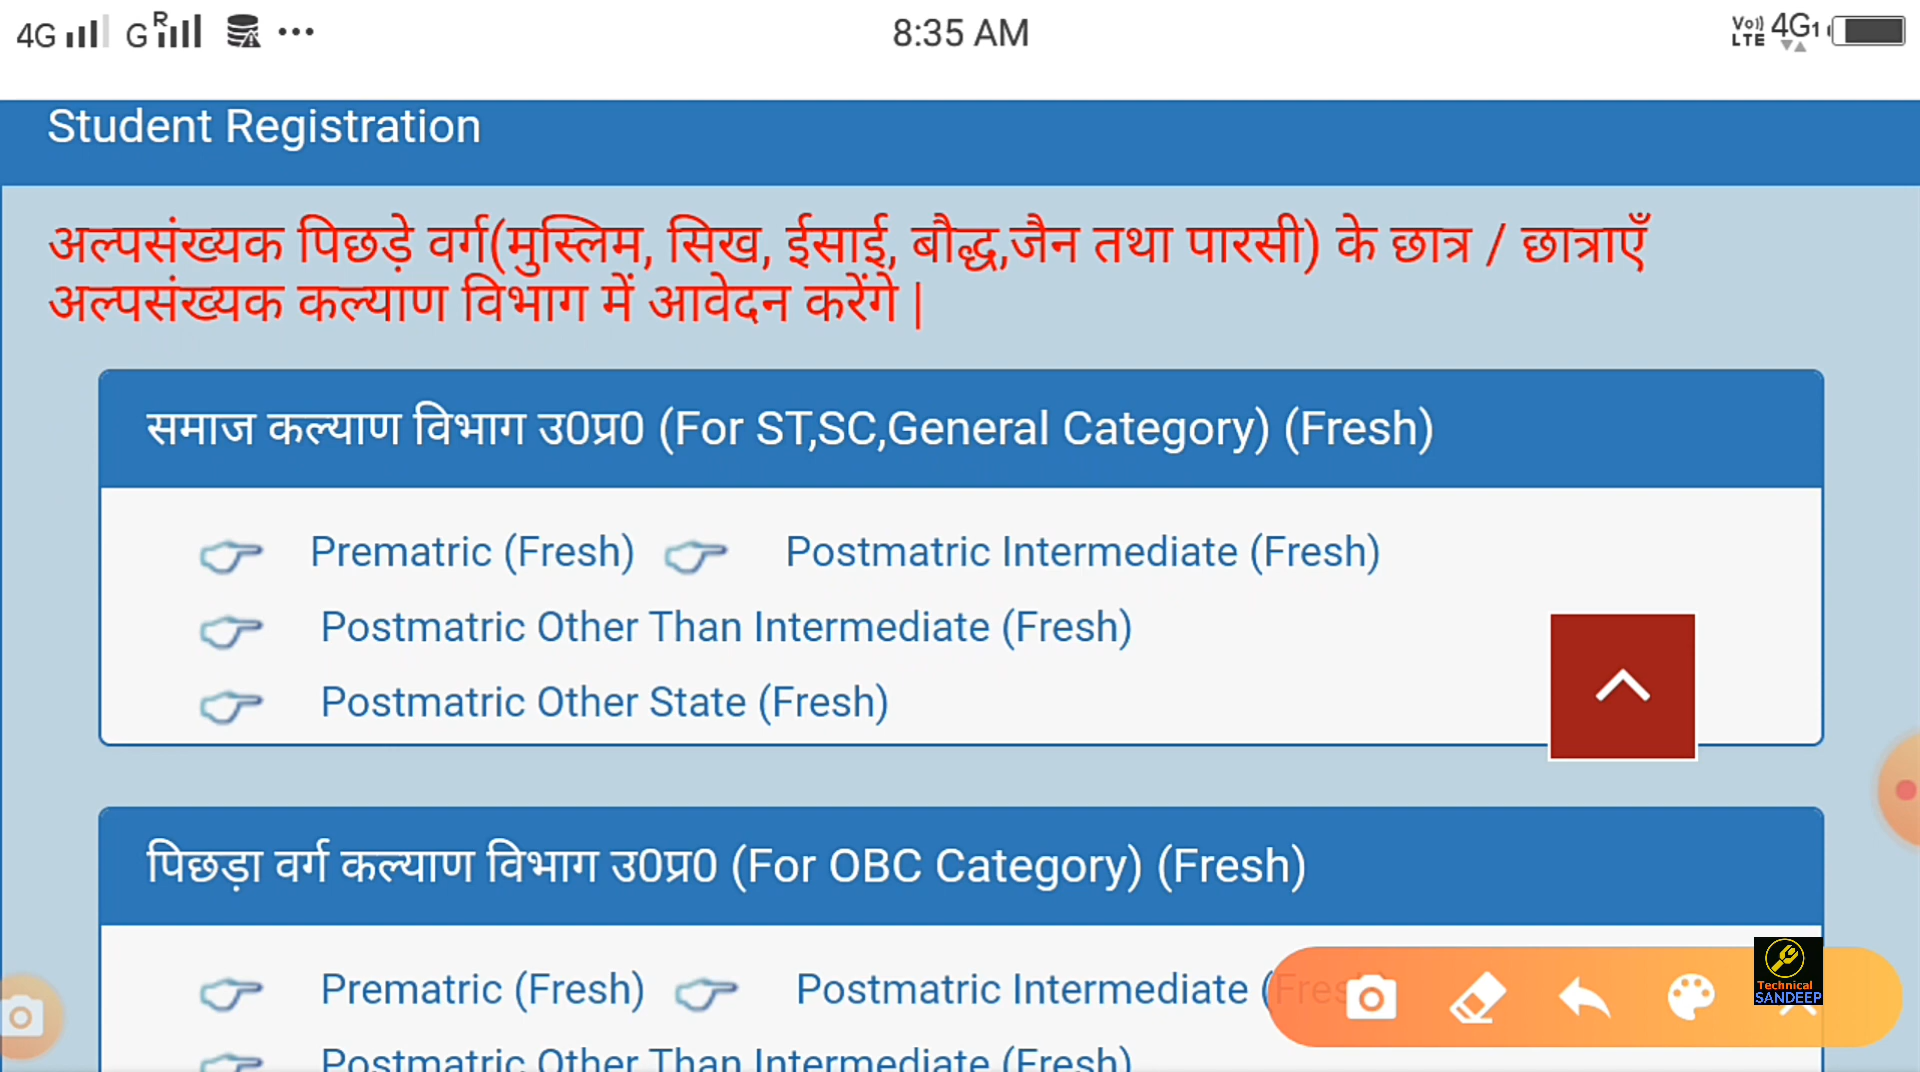 4G G R 8:35 AM Vo)) LTE 4G1
Student Registration
अल्पसंख्यक पिछड़े वर्ग(मुस्लिम, सिख, ईसाई, बौद्ध,जैन तथा पारसी) के छात्र / छात्राएँ
अल्पसंख्यक कल्याण विभाग में आवेदन करेंगे |
समाज कल्याण विभाग उ0प्र0 (For ST,SC,General Category) (Fresh)
Prematric (Fresh) Postmatric Intermediate (Fresh)
Postmatric Other Than Intermediate (Fresh)
Postmatric Other State (Fresh)
पिछड़ा वर्ग कल्याण विभाग उ0प्र0 (For OBC Category) (Fresh)
Prematric (Fresh) Postmatric Intermediate (Fres
Technical
SANDEEP
Postmatric Other Than Intermediate (Fresh)